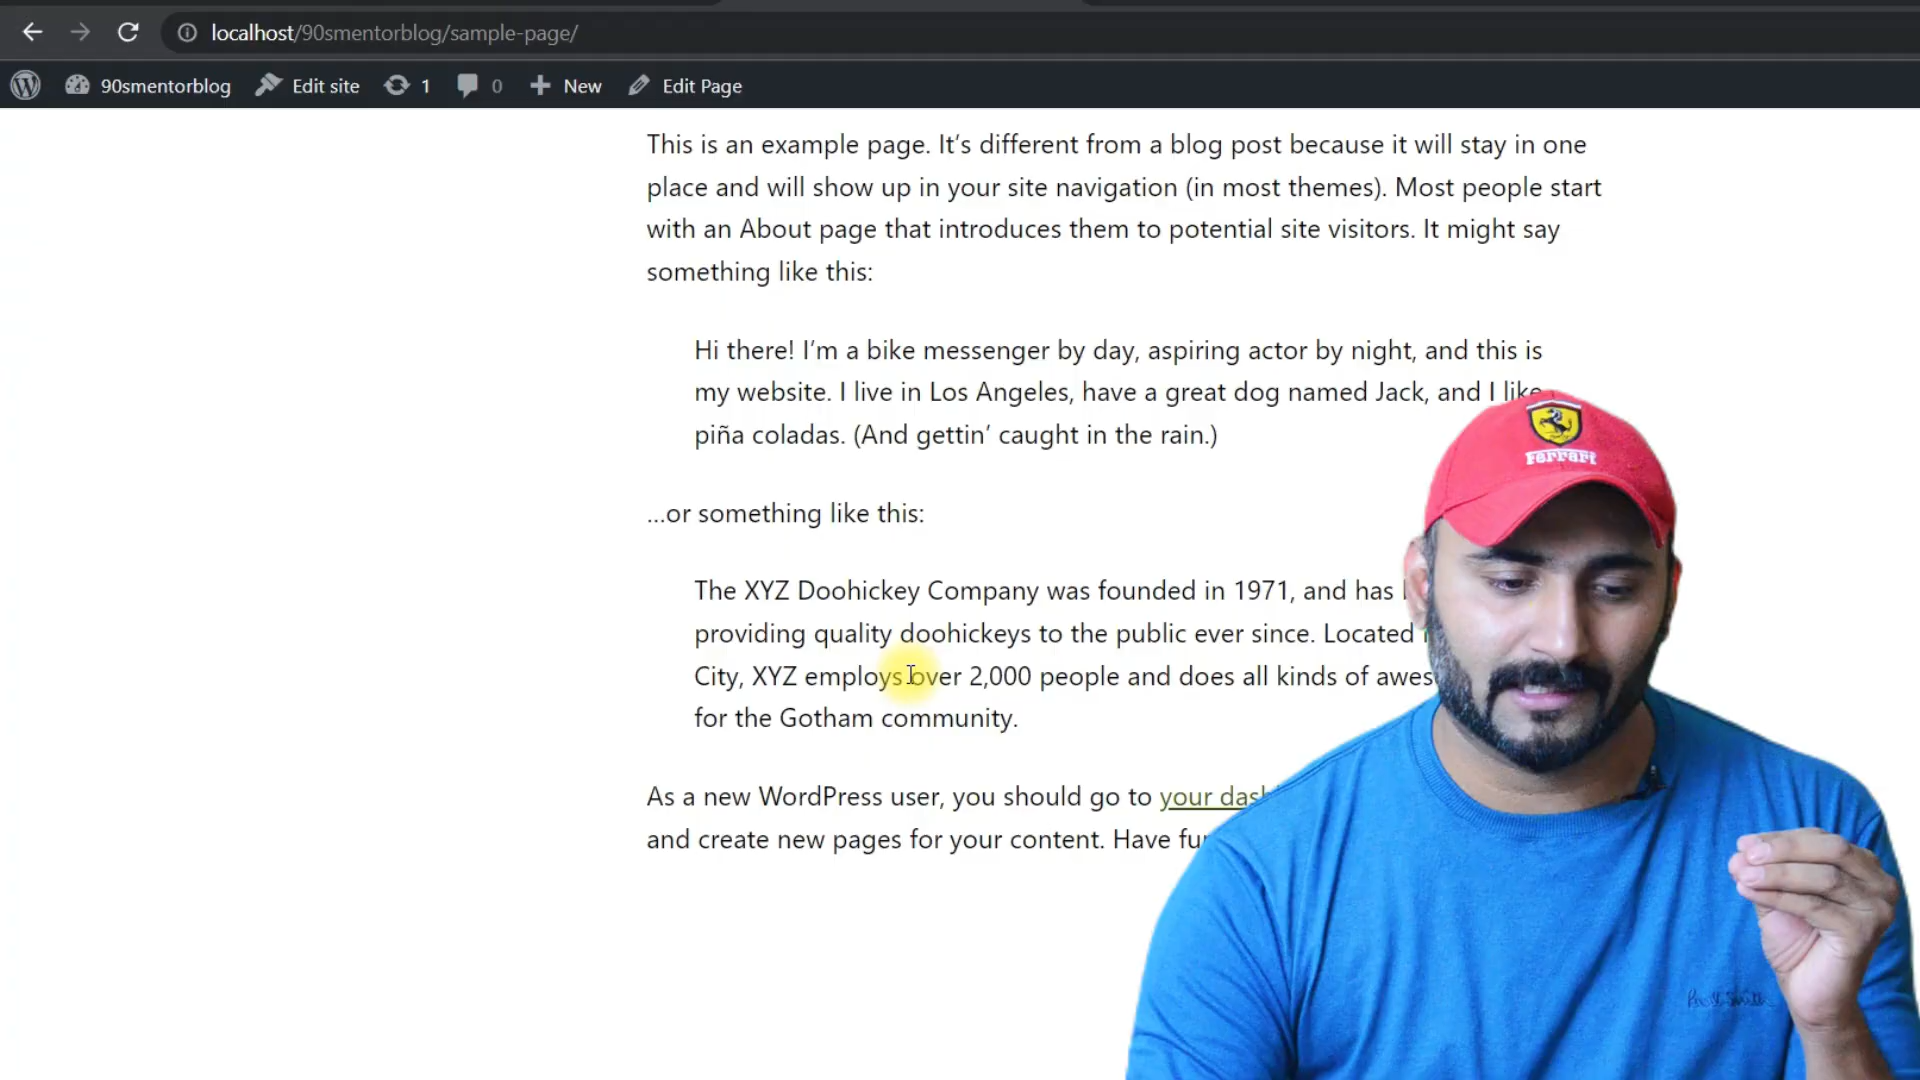 localhost/90smentorblog/sample-page/
90smentorblog Edit site 1 0 New Edit Page
This is an example page. It’s different from a blog post because it will stay in one
place and will show up in your site navigation (in most themes). Most people start
with an About page that introduces them to potential site visitors. It might say
something like this:
Hi there! I’m a bike messenger by day, aspiring actor by night, and this is
my website. I live in Los Angeles, have a great dog named Jack, and I like
piña coladas. (And gettin’ caught in the rain.)
…or something like this:
The XYZ Doohickey Company was founded in 1971, and has
providing quality doohickeys to the public ever since. Located
City, XYZ employs over 2,000 people and does all kinds of
for the Gotham community.
As a new WordPress user, you should go to your
and create new pages for your content. Have
Ferrari